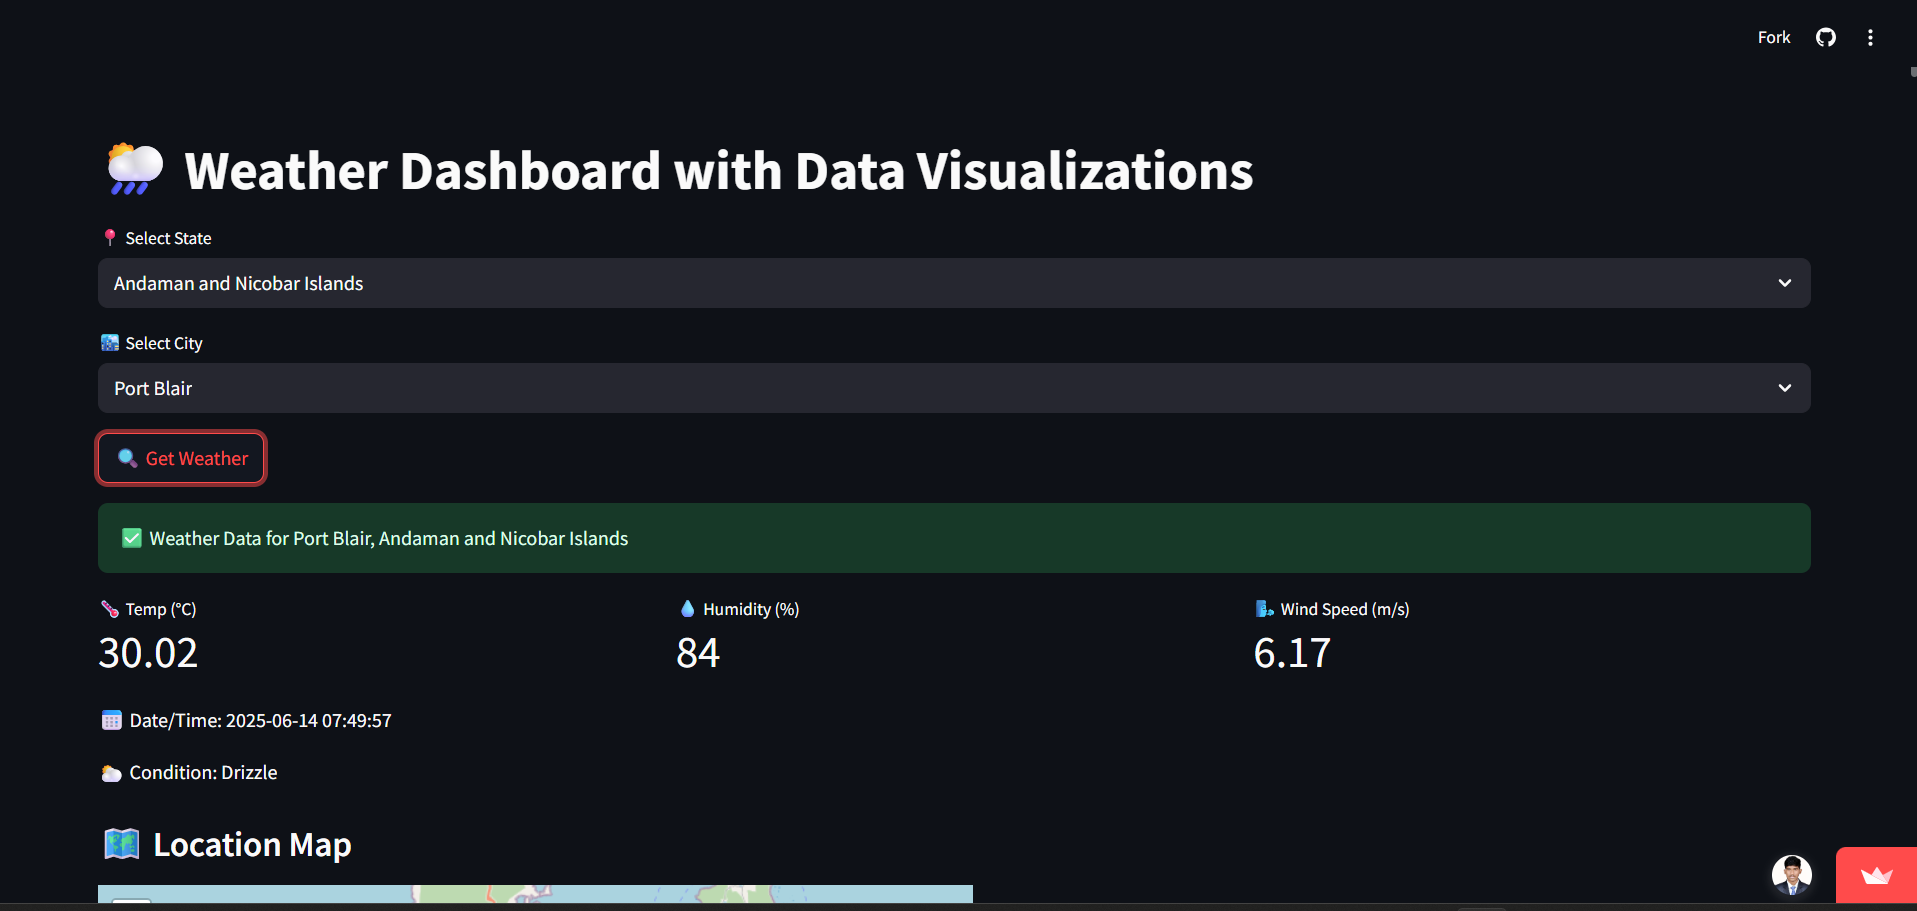 Fork
Weather Dashboard with Data Visualizations
Select State
Andaman and Nicobar Islands
Select City
Port Blair
Get Weather
Weather Data for Port Blair, Andaman and Nicobar Islands
Temp (°C) Humidity (%) Wind Speed (m/s)
30.02 84 6.17
Date/Time: 2025-06-14 07:49:57
Condition: Drizzle
Location Map